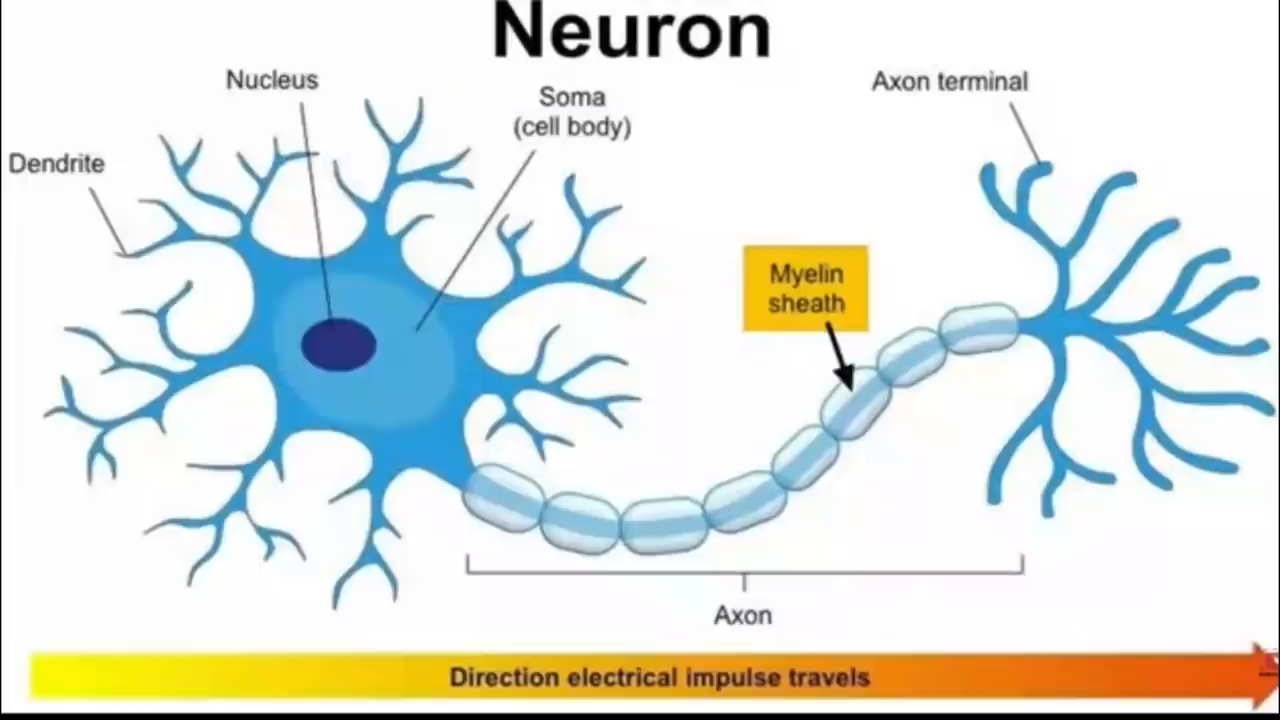 Neuron
Nucleus
Soma
(cell body)
Axon terminal
Dendrite
Myelin
sheath
Axon
Direction electrical impulse travels